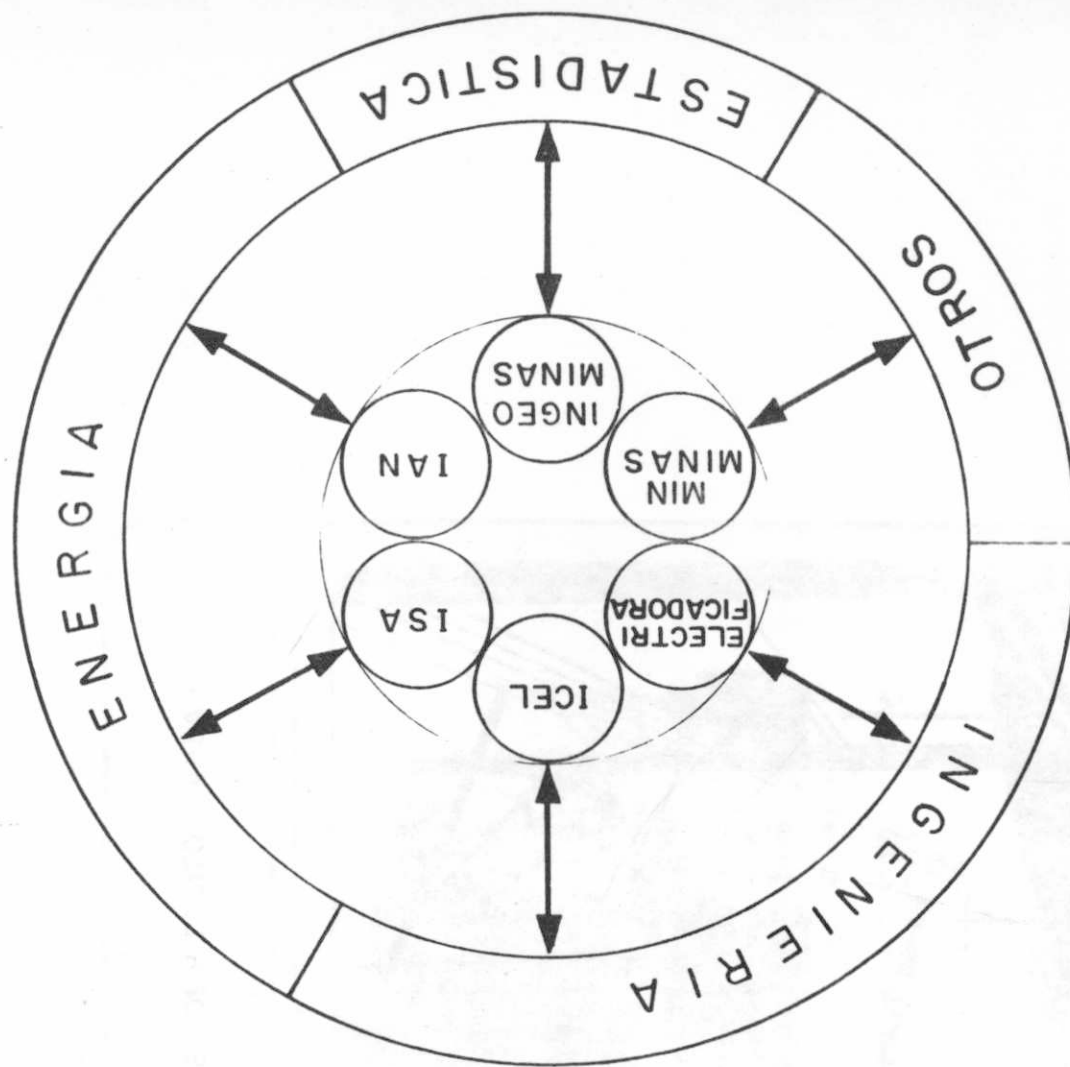 INGENIERIA
ENERGIA
ICEL
ELECTRI
FICADORA
ISA
MIN
MINAS
IAN
INGEO
MINAS
OTROS
ESTADISTICA